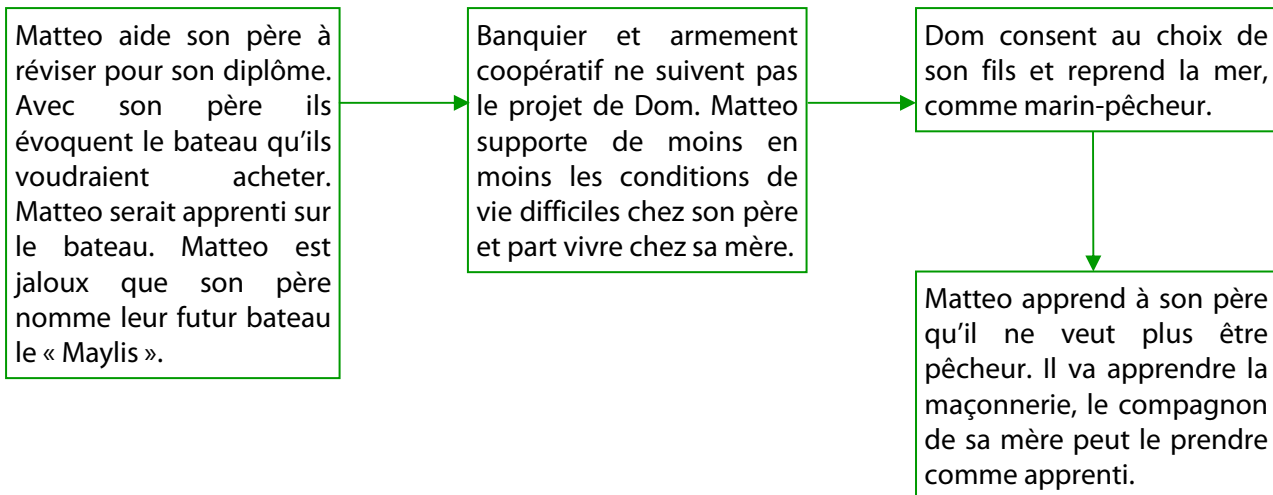 Matteo aide son père à
réviser pour son diplôme.
Avec son père ils
évoquent le bateau qu'ils
voudraient acheter.
Matteo serait apprenti sur
le bateau. Matteo est
jaloux que son père
nomme leur futur bateau
le « Maylis ».
Banquier et armement
coopératif ne suivent pas
le projet de Dom. Matteo
supporte de moins en
moins les conditions de
vie difficiles chez son père
et part vivre chez sa mère.
Dom consent au choix de
son fils et reprend la mer,
comme marin-pêcheur.
Matteo apprend à son père
qu'il ne veut plus être
pêcheur. Il va apprendre la
maçonnerie, le compagnon
de sa mère peut le prendre
comme apprenti.